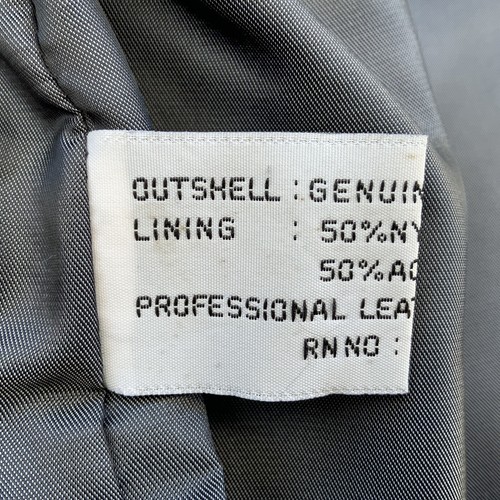 OUTSHELL : GENUIN
LINING : 50%NY
50%AC
PROFESSIONAL LEAT
RN NO :